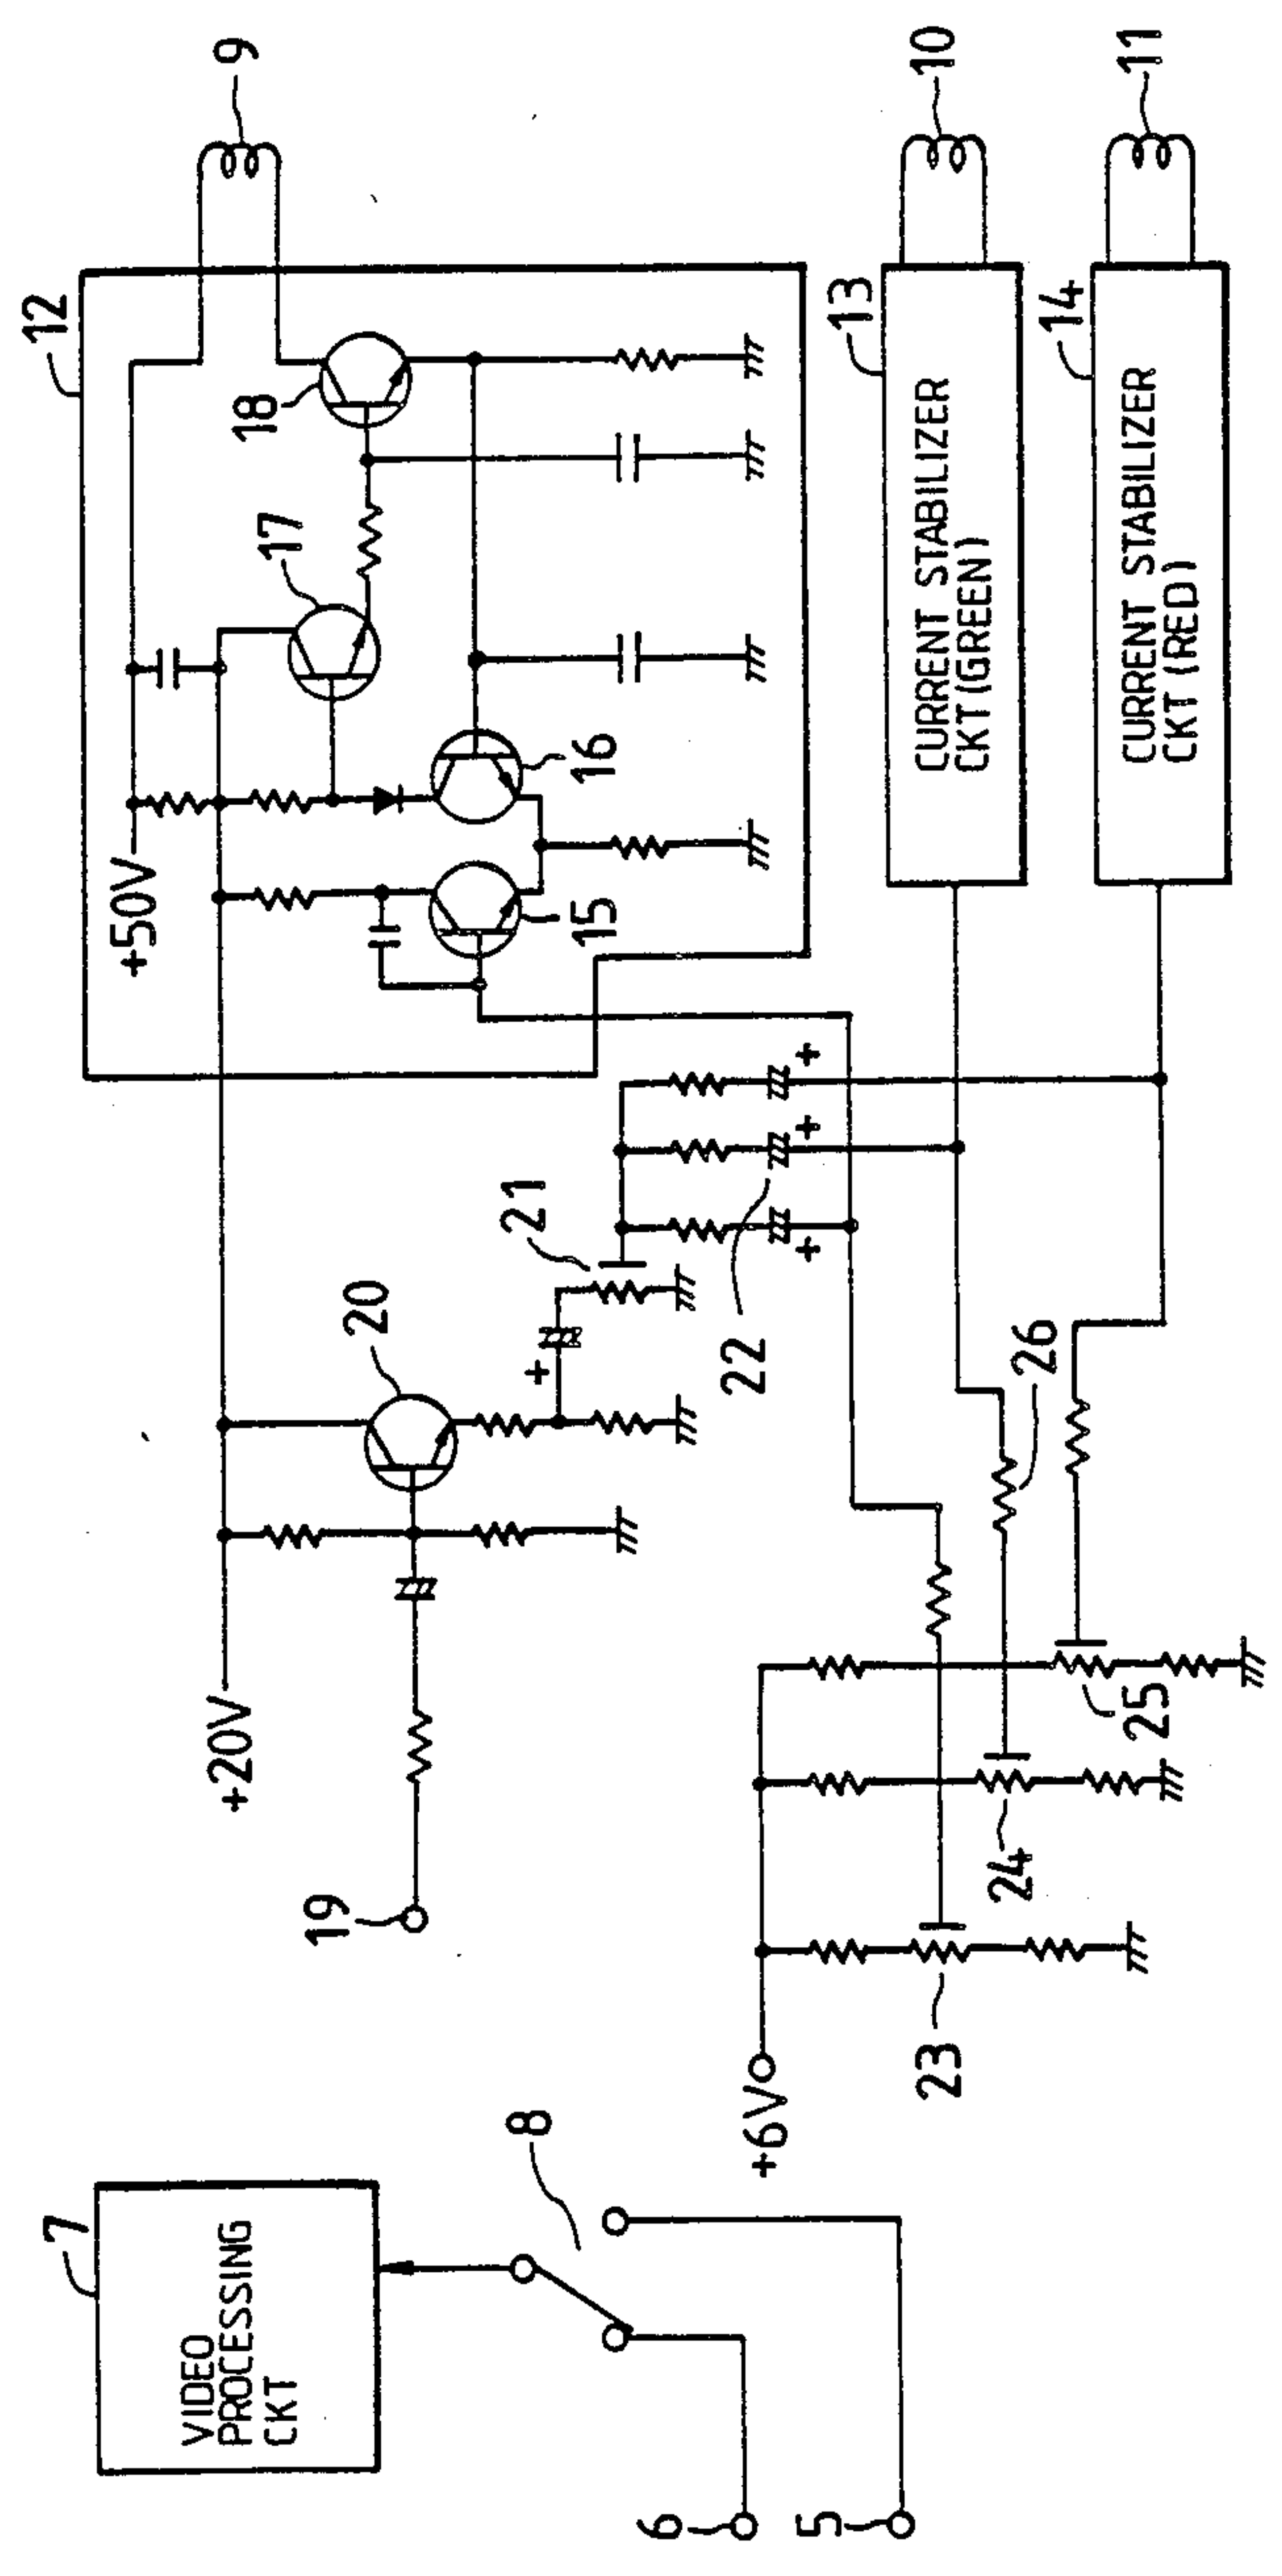 7
VIDEO
PROCESSING
CKT
8
6
5
+20V
19
20
21
22
+6V
23
24
25
26
12
+50V
15
16
17
18
9
13
CURRENT STABILIZER
CKT (GREEN)
10
14
CURRENT STABILIZER
CKT (RED)
11
+
+
+
+